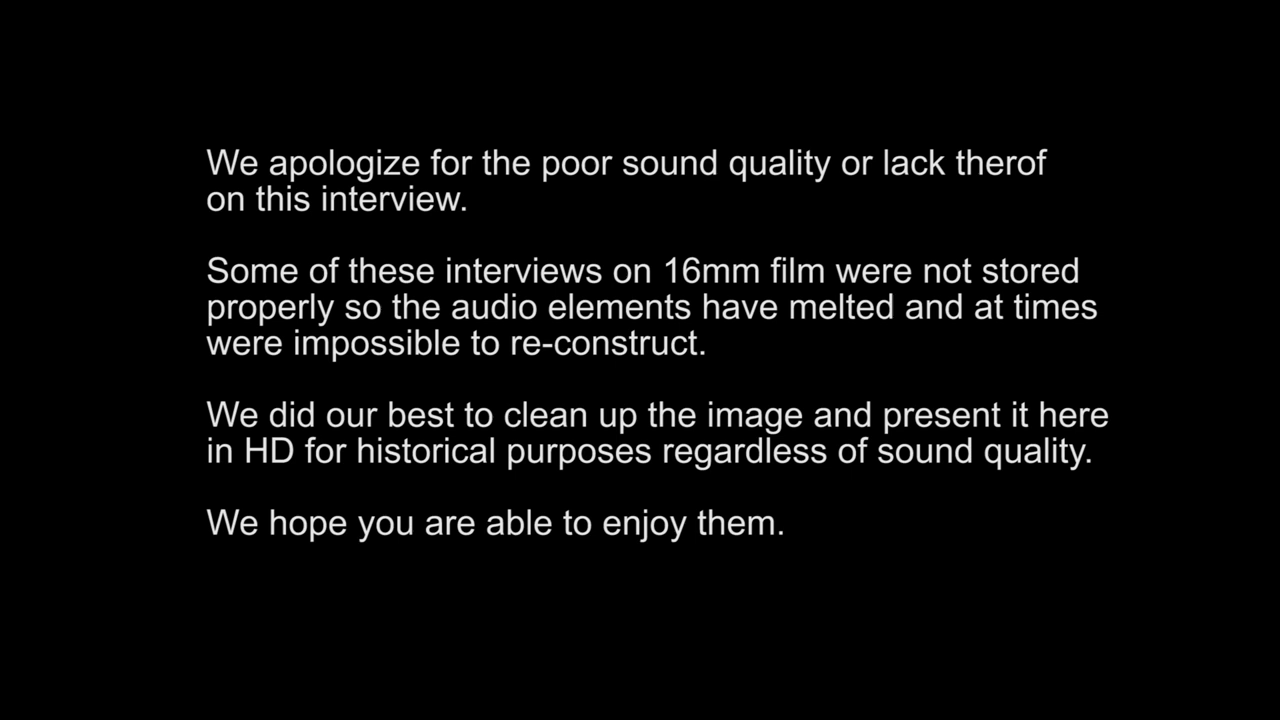 We apologize for the poor sound quality or lack therof
on this interview.
Some of these interviews on 16mm film were not stored
properly so the audio elements have melted and at times
were impossible to re-construct.
We did our best to clean up the image and present it here
in HD for historical purposes regardless of sound quality.
We hope you are able to enjoy them.